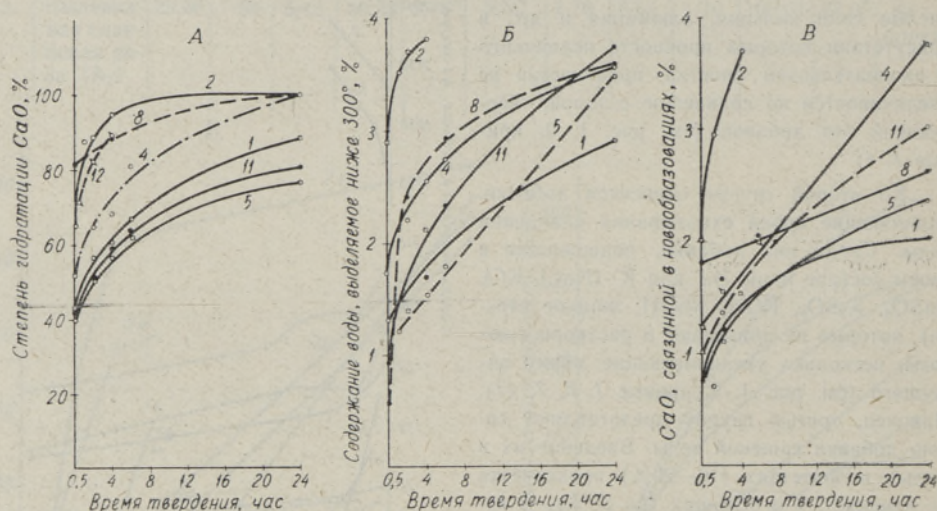 А
Степень гидратации CaO, %
100
80
60
40
20
2
8
12
4
1
11
5
0,5 4 8 12 16 20 24
Время твердения, час
Б
Содержание воды, выделяемое ниже 300°, %
4
3
2
1
2
8
4
11
5
1
0,5 4 8 12 16 20 24
Время твердения, час
В
CaO, связанной в новообразованиях, %
4
3
2
1
2
4
11
8
5
1
0,5 4 8 12 16 20 24
Время твердения, час